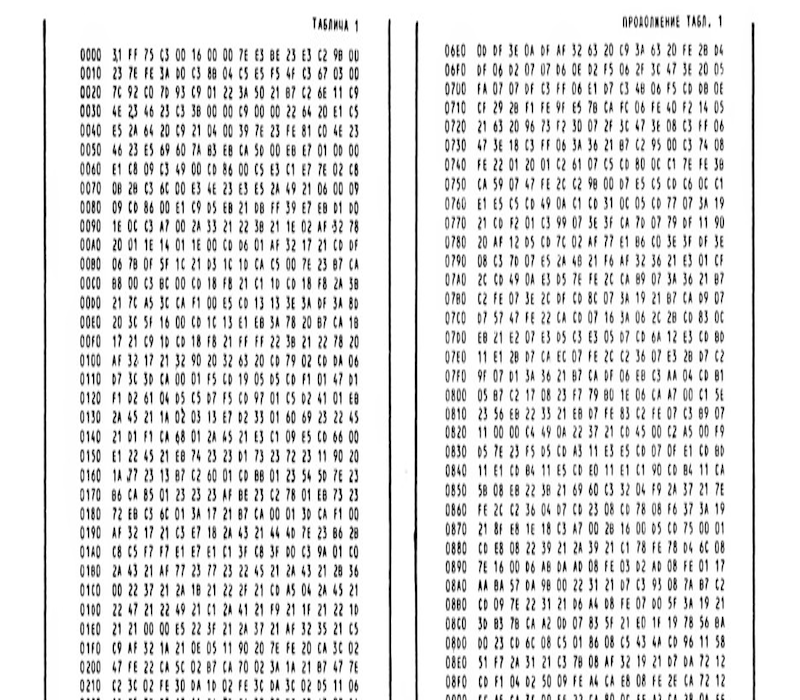 ТАБЛИЦА 1
0000 31 FF 75 C3 00 16 00 00 7E E3 BE 23 E3 C2 9B 00
0010 23 7E FE 3A D0 C3 8B 04 C5 E5 F5 4F C3 67 03 00
0020 7C 92 C0 7D 93 C9 01 22 3A 50 21 B7 C2 6E 11 C9
0030 4E 23 46 23 C3 3B 00 00 C9 00 00 22 64 20 E1 C5
0040 E5 2A 64 20 C9 21 04 00 39 7E 23 FE 81 C0 4E 23
0050 46 23 E5 69 60 7A B3 EB CA 5D 00 EB E7 01 0D 00
0060 E1 C8 09 C3 49 00 CD 86 00 C5 E3 C1 E7 7E 02 C8
0070 0B 2B C3 6C 00 E3 4E 23 E3 E5 2A 49 21 06 00 09
0080 09 CD 86 00 E1 C9 D5 EB 21 DB FF 39 E7 EB D1 D0
0090 1E 0C C3 A7 00 2A 33 21 22 3B 21 1E 02 AF 32 78
00A0 20 01 1E 14 01 1E 00 CD D6 01 AF 32 17 21 CD DF
00B0 06 7B 0F 5F 1C 21 D3 1C 1D CA C5 00 7E 23 B7 CA
00C0 B8 00 C3 BC 00 CD 18 F8 21 C1 1D CD 18 F8 2A 3B
00D0 21 7C A5 3C CA F1 00 E5 CD 13 13 3E 3A DF 3A 8D
00E0 20 3C 5F 16 00 CD 1C 13 E1 EB 3A 78 20 B7 CA 1B
00F0 17 21 C9 1D CD 18 F8 21 FF FF 22 3B 21 22 78 20
0100 AF 32 17 21 32 90 20 32 63 20 CD 79 02 CD DA 06
0110 D7 3C 3D CA 00 01 F5 CD 19 05 D5 CD F1 01 47 D1
0120 F1 D2 61 04 D5 C5 D7 F5 CD 97 01 C5 D2 41 01 EB
0130 2A 45 21 1A 02 03 13 E7 D2 33 01 60 69 23 22 45
0140 21 D1 F1 CA 68 01 2A 45 21 E3 C1 09 E5 CD 66 00
0150 E1 22 45 21 EB 74 23 23 D1 73 23 72 23 11 90 20
0160 1A 77 23 13 B7 C2 60 01 CD BB 01 23 54 5D 7E 23
0170 B6 CA 85 01 23 23 23 AF BE 23 C2 78 01 EB 73 23
0180 72 EB C3 6C 01 3A 17 21 B7 CA 00 01 3D CA F1 00
0190 AF 32 17 21 C3 E7 18 2A 43 21 44 4D 7E 23 B6 2B
01A0 C8 C5 F7 F7 E1 E7 E1 C1 3F C8 3F D0 C3 9A 01 C0
01B0 2A 43 21 AF 77 23 77 23 22 45 21 2A 43 21 2B 36
01C0 00 22 37 21 2A 1B 21 22 2F 21 CD A5 04 2A 45 21
01D0 22 47 21 22 49 21 C1 2A 41 21 F9 21 1F 21 22 1D
01E0 21 21 00 00 E5 22 3F 21 2A 37 21 AF 32 35 21 C5
01F0 C9 AF 32 1A 21 0E 05 11 90 20 7E FE 20 CA 3C 02
0200 47 FE 22 CA 5C 02 B7 CA 70 02 3A 1A 21 B7 47 7E
0210 C2 3C 02 FE 30 DA 1D 02 FE 3C DA 3C 02 D5 11 06
ПРОДОЛЖЕНИЕ ТАБЛ. 1
06E0 0D DF 3E 0A DF AF 32 63 20 C9 3A 63 20 FE 2B D4
06F0 DF 06 D2 07 07 D6 0E D2 F5 06 2F 3C 47 3E 20 05
0700 FA 07 07 DF C3 FF 06 E1 D7 C3 4B 06 F5 CD DB 0E
0710 CF 29 2B F1 FE 9F E5 7B CA FC 06 FE 40 F2 14 05
0720 21 63 20 96 73 F2 30 07 2F 3C 47 3E 08 C3 FF 06
0730 47 3E 18 C3 FF 06 3A 36 21 B7 C2 95 00 C3 74 08
0740 FE 22 01 20 01 C2 61 07 C5 CD 80 0C C1 7E FE 3B
0750 CA 59 07 47 FE 2C C2 9B 00 D7 E5 C5 CD C6 0C C1
0760 E1 E5 C5 CD 49 0A C1 CD 31 0C 05 CD 77 07 3A 19
0770 21 CD F2 01 C3 99 07 3E 3F CA 70 07 79 DF 11 90
0780 20 AF 12 D5 CD 7C 02 AF 77 E1 B6 C0 3E 3F DF 3E
0790 08 C3 7D 07 E5 2A 4B 21 F6 AF 32 36 21 E3 01 CF
07A0 2C CD 49 0A E3 D5 7E FE 2C CA B9 07 3A 36 21 B7
07B0 C2 FE 07 3E 2C DF CD 8C 07 3A 19 21 B7 CA D9 07
07C0 D7 57 47 FE 22 CA CD 07 16 3A 06 2C 2B CD 83 0C
07D0 EB 21 E2 07 E3 D5 C3 E3 05 D7 CD 6A 12 E3 CD BD
07E0 11 E1 2B D7 CA EC 07 FE 2C C2 36 07 E3 2B D7 C2
07F0 9F 07 D1 3A 36 21 B7 CA DF 06 EB C3 AA 04 CD B1
0800 05 B7 C2 17 08 23 F7 79 B0 1E 06 CA A7 00 C1 5E
0810 23 56 EB 22 33 21 EB D7 FE 83 C2 FE 07 C3 B9 07
0820 11 00 00 C4 49 0A 22 37 21 CD 45 00 C2 A5 00 F9
0830 D5 7E 23 F5 D5 CD A3 11 E3 E5 CD 07 0F E1 CD BD
0840 11 E1 CD B4 11 E5 CD E0 11 E1 C1 90 CD B4 11 CA
0850 5B 08 EB 22 3B 21 69 60 C3 32 04 F9 2A 37 21 7E
0860 FE 2C C2 36 04 D7 CD 23 08 CD 78 08 F6 37 3A 19
0870 21 8F E8 1E 18 C3 A7 00 2B 16 00 D5 CD 75 00 01
0880 CD E8 08 22 39 21 2A 39 21 C1 78 FE 78 D4 6C 08
0890 7E 16 00 D6 AB DA AD 08 FE 03 D2 AD 08 FE 01 17
08A0 AA BA 57 DA 9B 00 22 31 21 D7 C3 93 08 7A B7 C2
08B0 CD 09 7E 22 31 21 D6 A4 D8 FE 07 D0 5F 3A 19 21
08C0 3D B3 7B CA A2 0D 07 83 5F 21 E0 1F 19 78 56 BA
08D0 D0 23 CD 6C 08 C5 01 86 08 C5 43 4A CD 96 11 58
08E0 51 F7 2A 31 21 C3 7B 08 AF 32 19 21 D7 DA 72 12
08F0 CD F1 04 D2 50 09 FE A4 CA E8 08 FE 2E CA 72 12